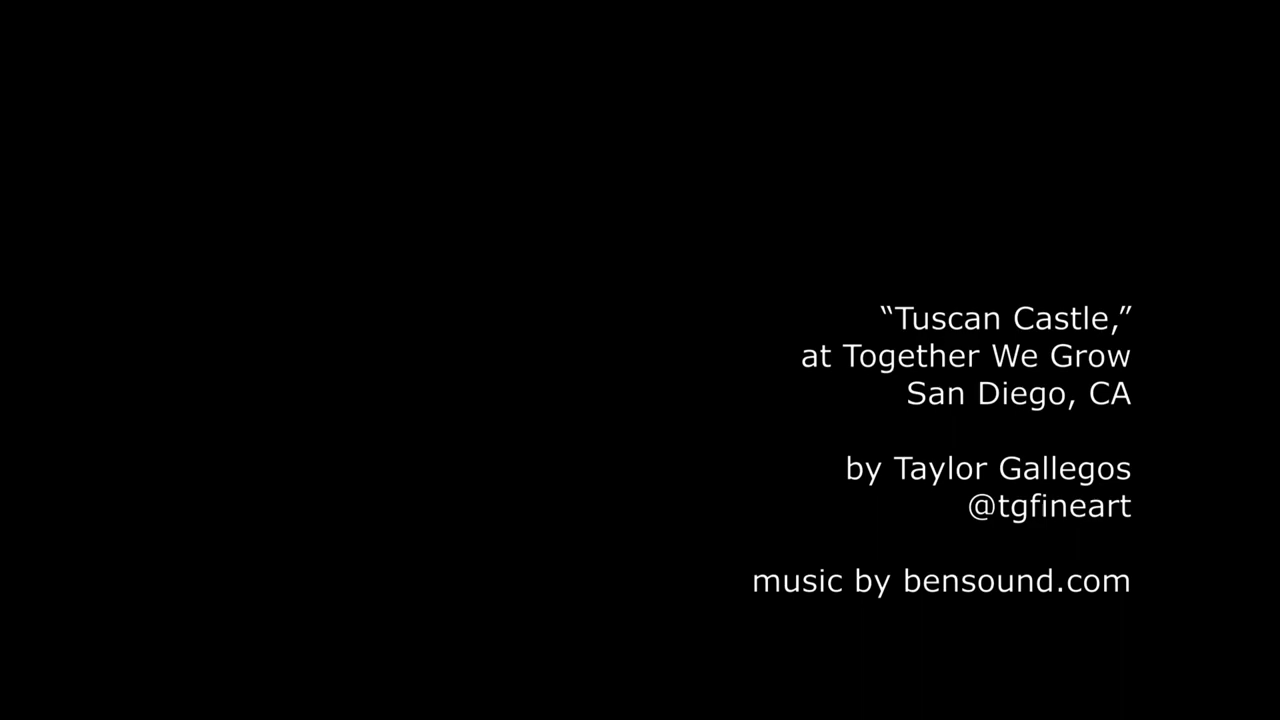 “Tuscan Castle,”
at Together We Grow
San Diego, CA
by Taylor Gallegos
@tgfineart
music by bensound.com